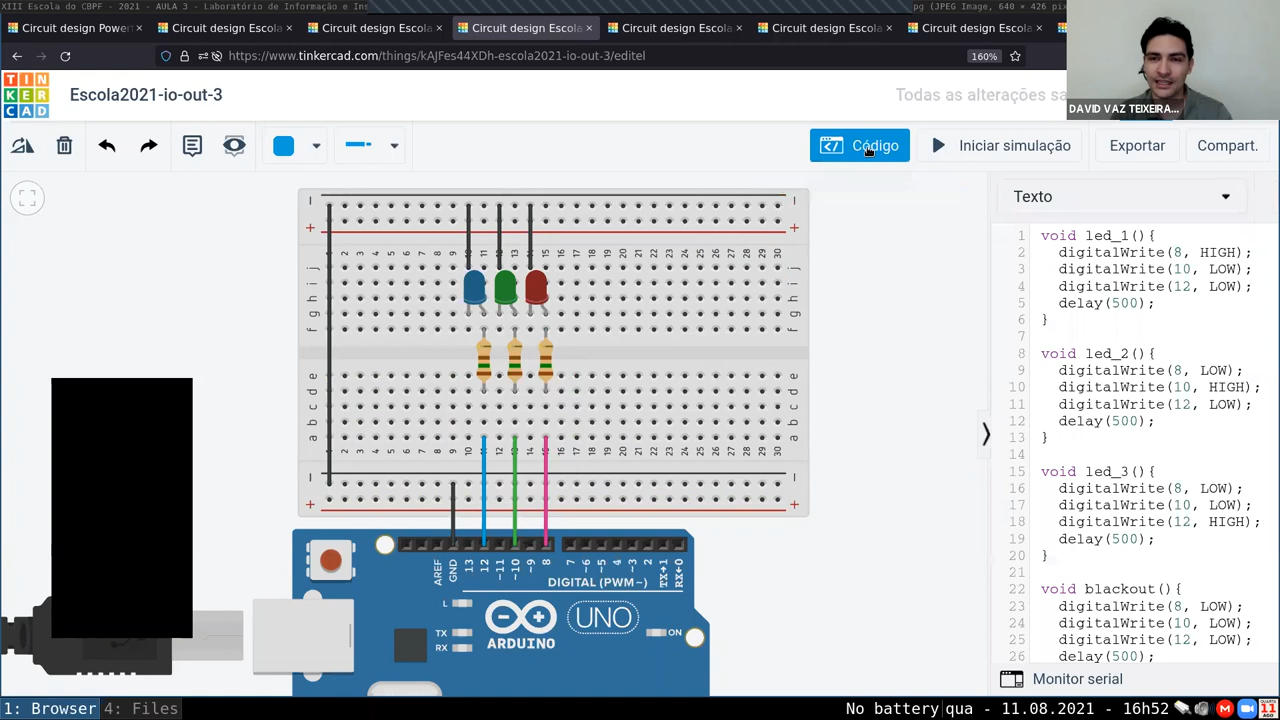 XIII Escola do CBPF - 2021 - AULA 3 - Laboratório de Informação e Ins
pg (JPEG Image, 640 × 426 pix
Circuit design Power
Circuit design Escola
Circuit design Escola
Circuit design Escola
Circuit design Escola
Circuit design Escola
Circuit design Escola
https://www.tinkercad.com/things/kAJFes44XDh-escola2021-io-out-3/editel
160%
DAVID VAZ TEIXEIRA...
TIN
KER
CAD
Escola2021-io-out-3
Todas as alterações sa
Código
Iniciar simulação
Exportar
Compart.
Texto
1 void led_1(){
2 digitalWrite(8, HIGH);
3 digitalWrite(10, LOW);
4 digitalWrite(12, LOW);
5 delay(500);
6 }
7
8 void led_2(){
9 digitalWrite(8, LOW);
10 digitalWrite(10, HIGH);
11 digitalWrite(12, LOW);
12 delay(500);
13 }
14
15 void led_3(){
16 digitalWrite(8, LOW);
17 digitalWrite(10, LOW);
18 digitalWrite(12, HIGH);
19 delay(500);
20 }
21
22 void blackout(){
23 digitalWrite(8, LOW);
24 digitalWrite(10, LOW);
25 digitalWrite(12, LOW);
26 delay(500);
Monitor serial
AREF GND 13 12 ~11 ~10 ~9 8 7 ~6 ~5 4 ~3 2 TX→1 RX←0
DIGITAL (PWM~)
L
TX
RX
ARDUINO
UNO
ON
1: Browser 4: Files
No battery qua - 11.08.2021 - 16h52